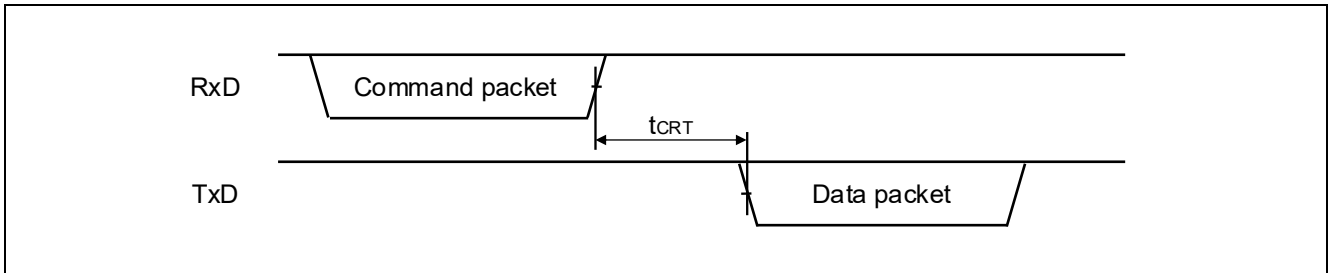 RxD
Command packet
tCRT
TxD
Data packet